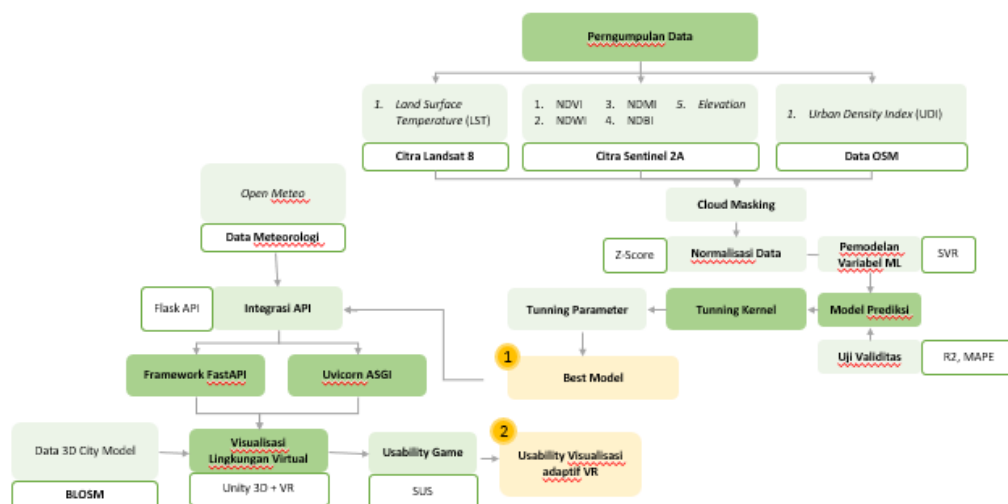 Perngumpulan Data
1. Land Surface
Temperature (LST)
Citra Landsat 8
1. NDVI 3. NDMI 5. Elevation
2. NDWI 4. NDBI
Citra Sentinel 2A
1. Urban Density Index (UDI)
Data OSM
Open Meteo
Data Meteorologi
Cloud Masking
Z-Score
Normalisasi Data
Pemodelan
Variabel ML
SVR
Flask API
Integrasi API
Tunning Parameter
Tunning Kernel
Model Prediksi
Uji Validitas
R2, MAPE
1
Best Model
Framework FastAPI
Uvicorn ASGI
Data 3D City Model
BLOSM
Visualisasi
Lingkungan Virtual
Unity 3D + VR
Usability Game
SUS
2
Usability Visualisasi
adaptif VR